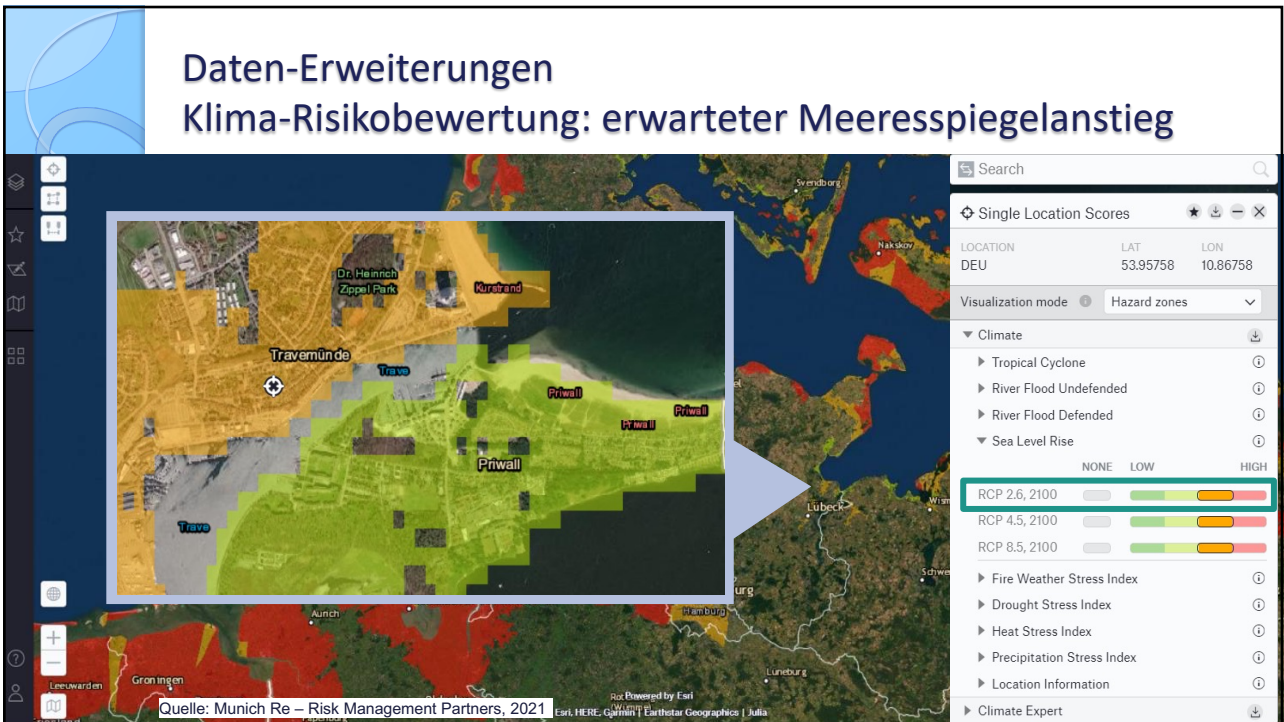 Daten-Erweiterungen
Klima-Risikobewertung: erwarteter Meeresspiegelanstieg
Svendborg
Nakskov
Dr. Heinrich
Zippel Park
Kurstrand
Travemünde
Trave
Priwall
Priwall
Priwall
Priwall
Trave
Lübeck
Wism
Schwe
urg
Hamburg
Aurich
Lüneburg
Leeuwarden
Groningen
Powered by Esri
Quelle: Munich Re – Risk Management Partners, 2021
Esri, HERE, Garmin | Earthstar Geographics | Julia
Search
Single Location Scores
LOCATION LAT LON
DEU 53.95758 10.86758
Visualization mode Hazard zones
Climate
Tropical Cyclone
River Flood Undefended
River Flood Defended
Sea Level Rise
NONE LOW HIGH
RCP 2.6, 2100
RCP 4.5, 2100
RCP 8.5, 2100
Fire Weather Stress Index
Drought Stress Index
Heat Stress Index
Precipitation Stress Index
Location Information
Climate Expert